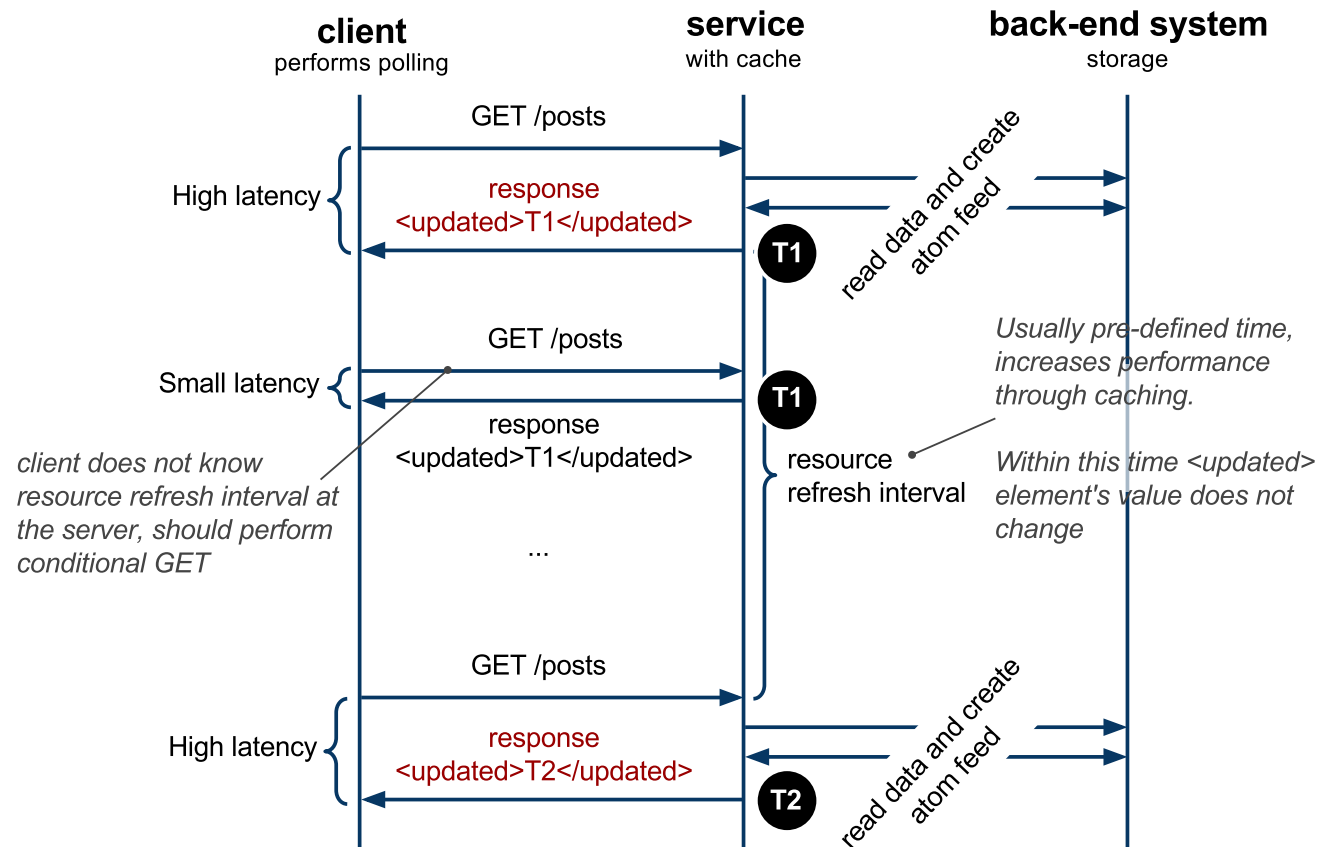 client
performs polling
service
with cache
back-end system
storage
GET /posts
High latency
response
<updated>T1</updated>
T1
read data and create
atom feed
GET /posts
Small latency
T1
response
<updated>T1</updated>
Usually pre-defined time,
increases performance
through caching.
Within this time <updated>
element's value does not
change
resource
refresh interval
client does not know
resource refresh interval at
the server, should perform
conditional GET
...
GET /posts
High latency
response
<updated>T2</updated>
T2
read data and create
atom feed